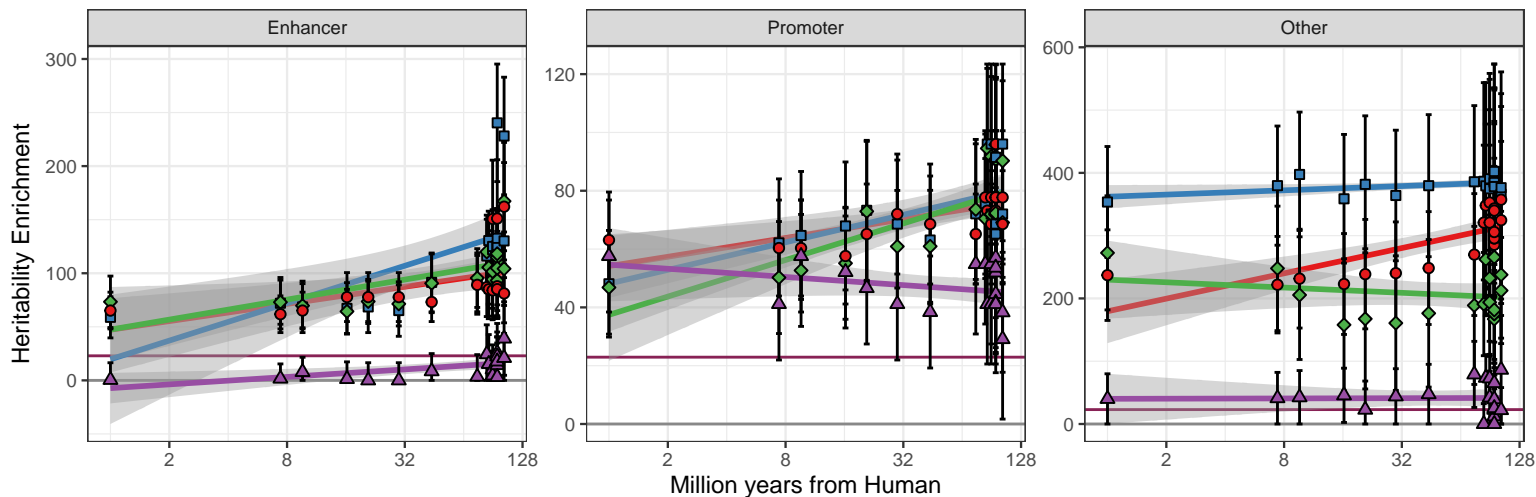 Enhancer Promoter Other
Heritability Enrichment
300
200
100
0
2 8 32 128
120
80
40
0
2 8 32 128
600
400
200
0
2 8 32 128
Million years from Human